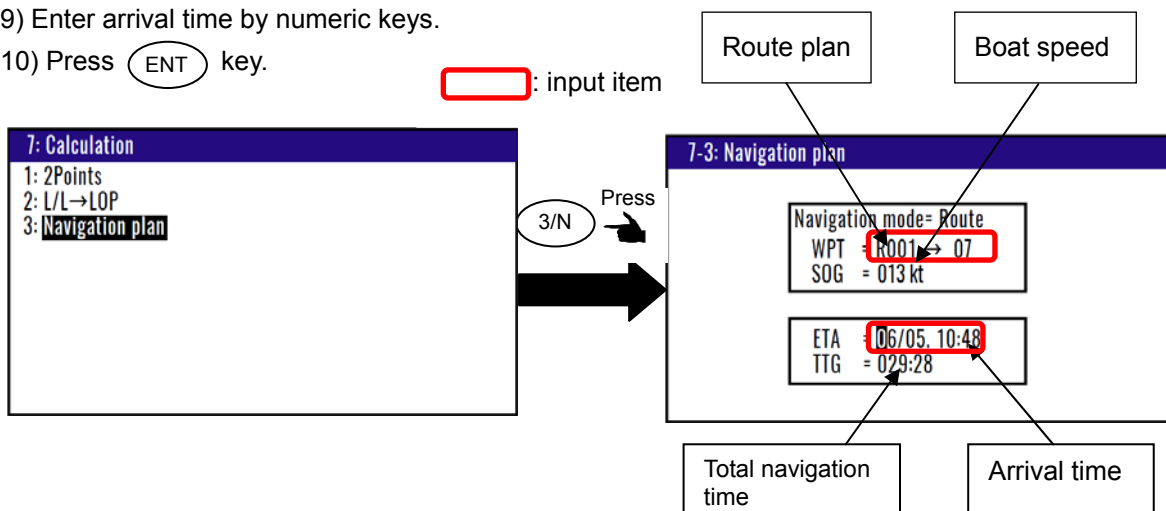 9) Enter arrival time by numeric keys.
10) Press ENT key.
: input item
Route plan
Boat speed
7: Calculation
1: 2Points
2: L/L→LOP
3: Navigation plan
3/N
Press
7-3: Navigation plan
Navigation mode= Route
WPT = R001 → 07
SOG = 013 kt
ETA = 06/05. 10:48
TTG = 029:28
Total navigation
time
Arrival time